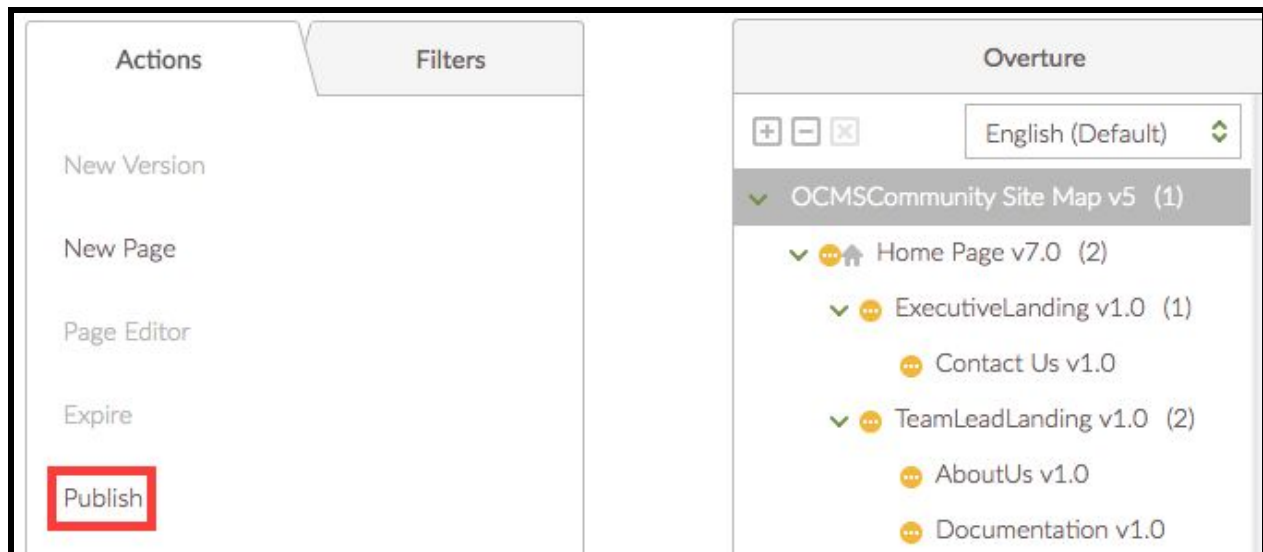 Actions
Filters
New Version
New Page
Page Editor
Expire
Publish
Overture
English (Default)
OCMSCommunity Site Map v5 (1)
Home Page v7.0 (2)
ExecutiveLanding v1.0 (1)
Contact Us v1.0
TeamLeadLanding v1.0 (2)
AboutUs v1.0
Documentation v1.0